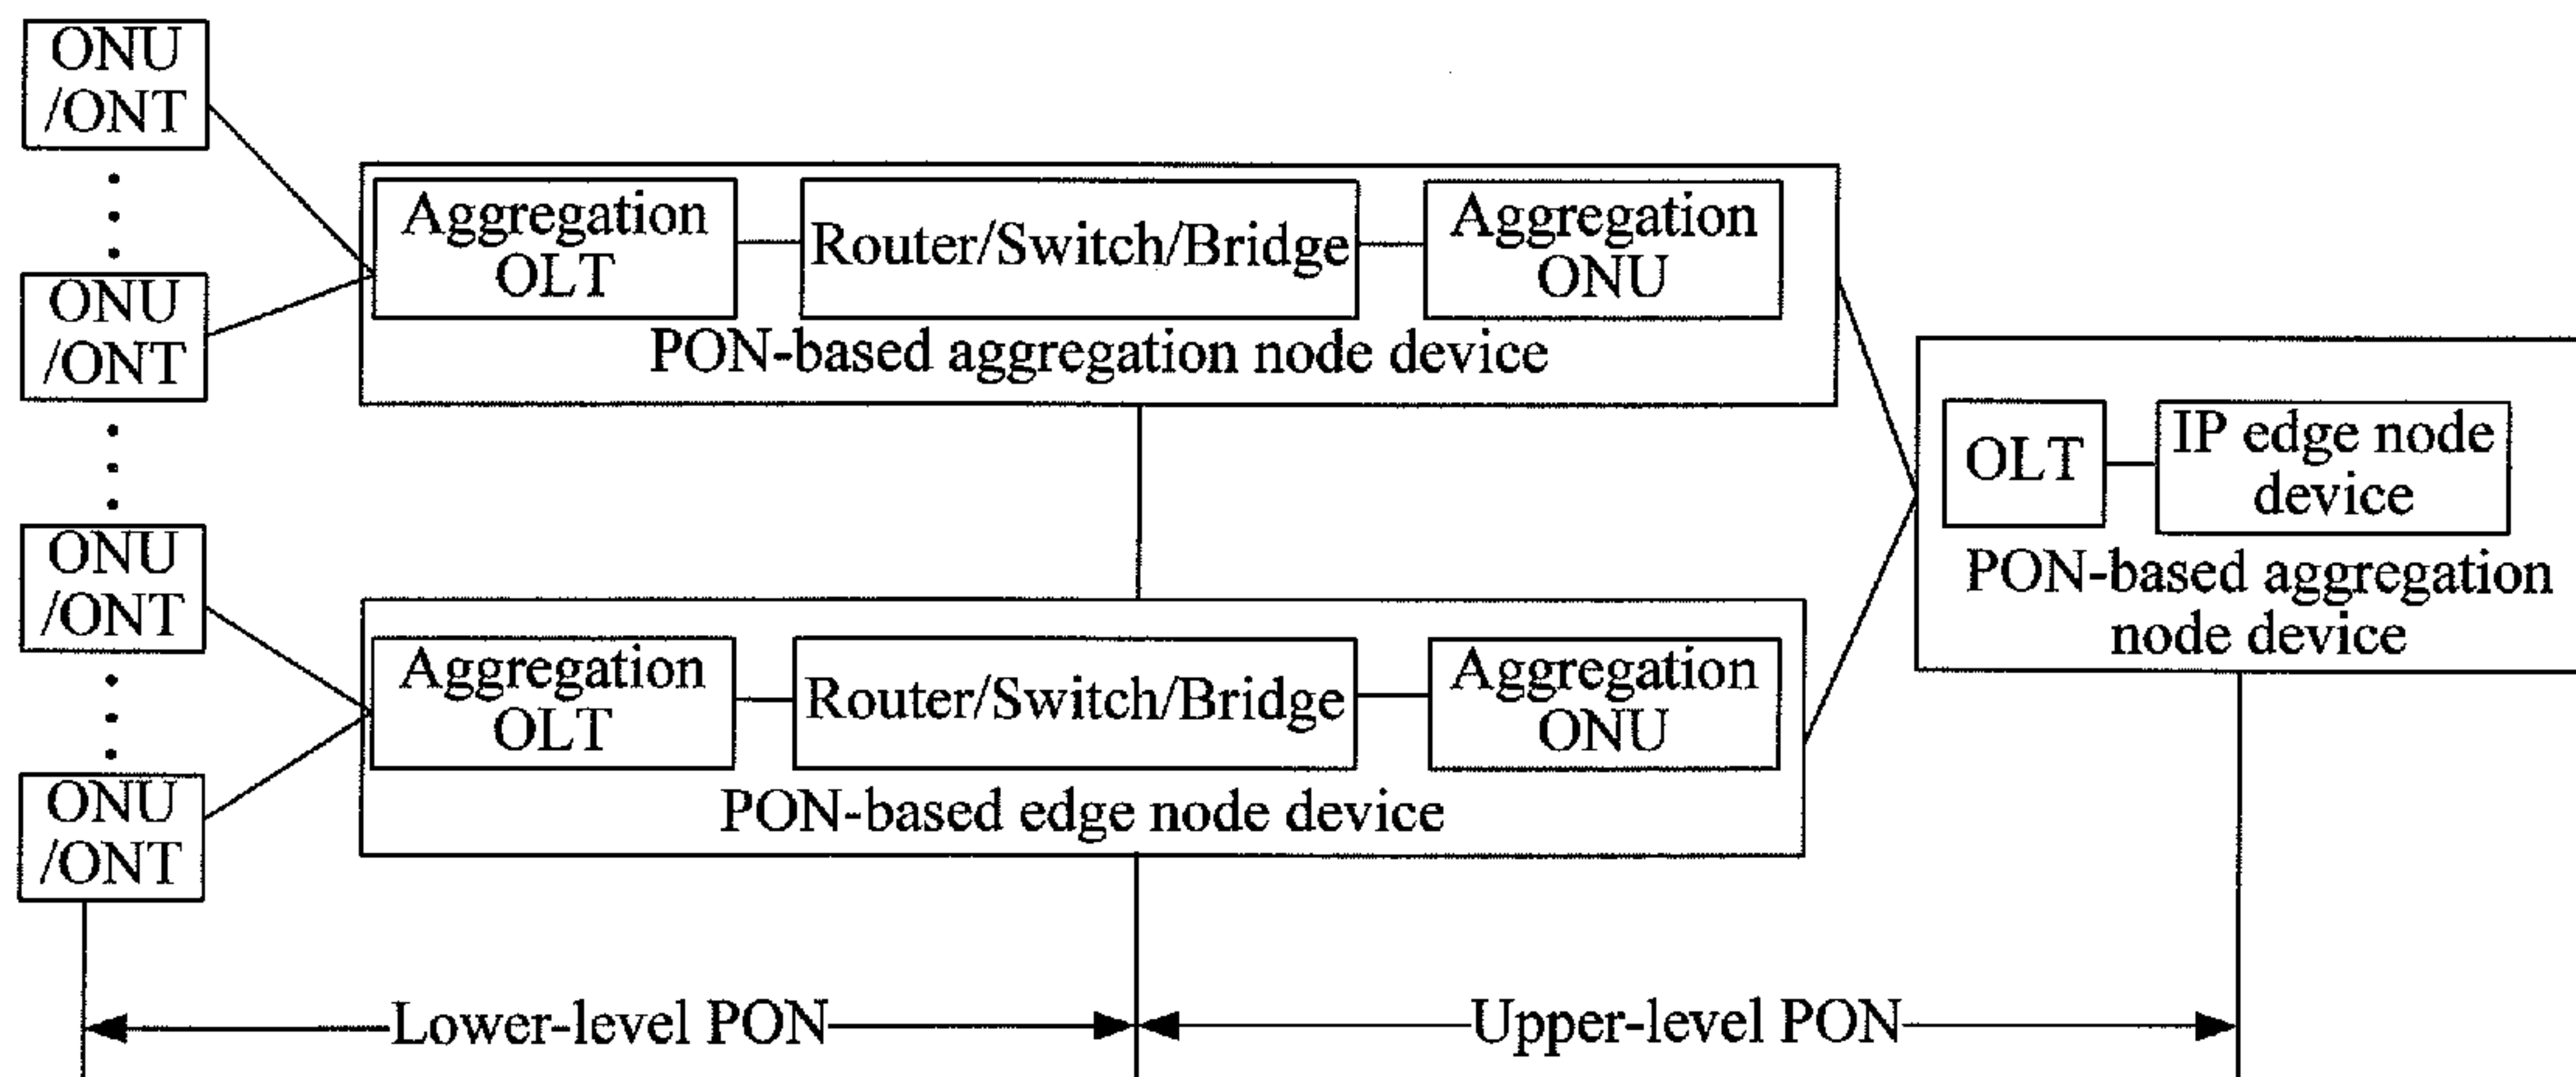 ONU
/ONT
ONU
/ONT
ONU
/ONT
ONU
/ONT
Aggregation
OLT
Router/Switch/Bridge
Aggregation
ONU
PON-based aggregation node device
Aggregation
OLT
Router/Switch/Bridge
Aggregation
ONU
PON-based edge node device
OLT
IP edge node
device
PON-based aggregation
node device
Lower-level PON
Upper-level PON